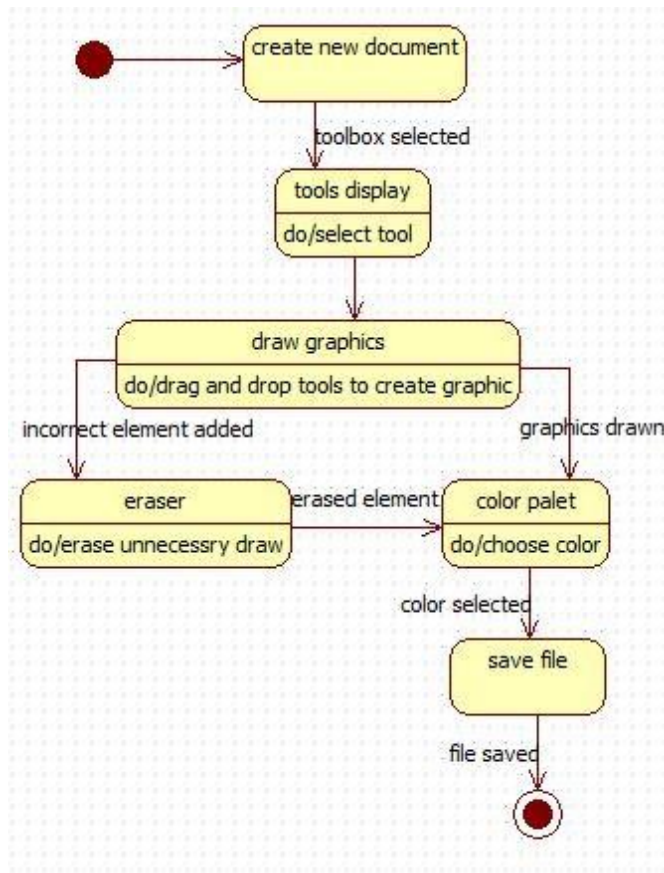 create new document
toolbox selected
tools display
do/select tool
draw graphics
do/drag and drop tools to create graphic
incorrect element added
graphics drawn
eraser
do/erase unnecessry draw
erased element
color palet
do/choose color
color selected
save file
file saved